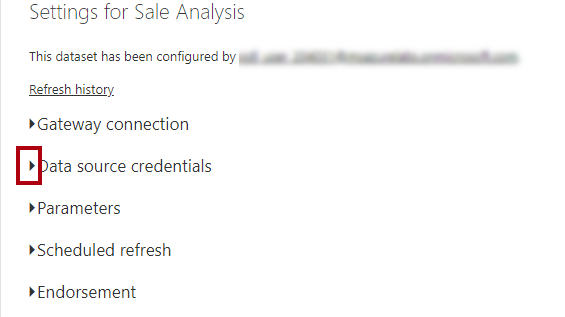 Settings for Sale Analysis
This dataset has been configured by
Refresh history
Gateway connection
Data source credentials
Parameters
Scheduled refresh
Endorsement